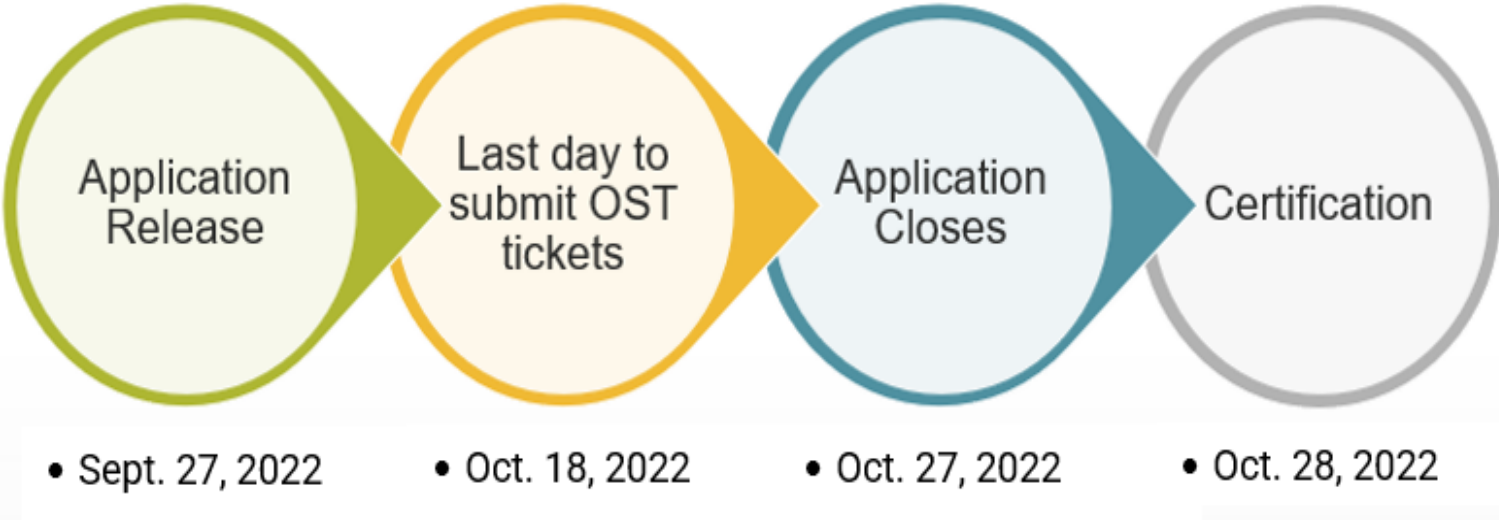 Application
Release
Last day to
submit OST
tickets
Application
Closes
Certification
• Sept. 27, 2022
• Oct. 18, 2022
• Oct. 27, 2022
• Oct. 28, 2022